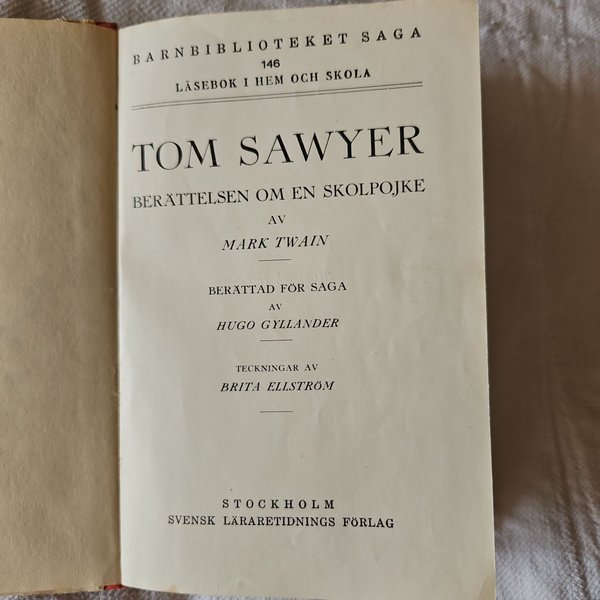 BARNBIBLIOTEKET SAGA
146
LÄSEBOK I HEM OCH SKOLA
TOM SAWYER
BERÄTTELSEN OM EN SKOLPOJKE
AV
MARK TWAIN
BERÄTTAD FÖR SAGA
AV
HUGO GYLLANDER
TECKNINGAR AV
BRITA ELLSTRÖM
STOCKHOLM
SVENSK LÄRARETIDNINGS FÖRLAG